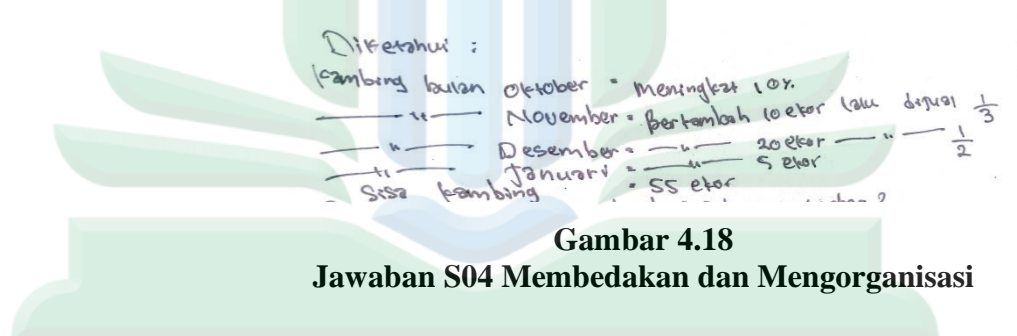 Diketahui :
Kambing bulan Oktober = meningkat 10%
——— 〃 ——— November = Bertambah 10 ekor lalu dijual 1/3
——— 〃 ——— Desember = —〃— 20 ekor —〃— 1/2
——— 〃 ——— Januari = ——〃—— 5 ekor
Sisa kambing = 55 ekor
Gambar 4.18
Jawaban S04 Membedakan dan Mengorganisasi